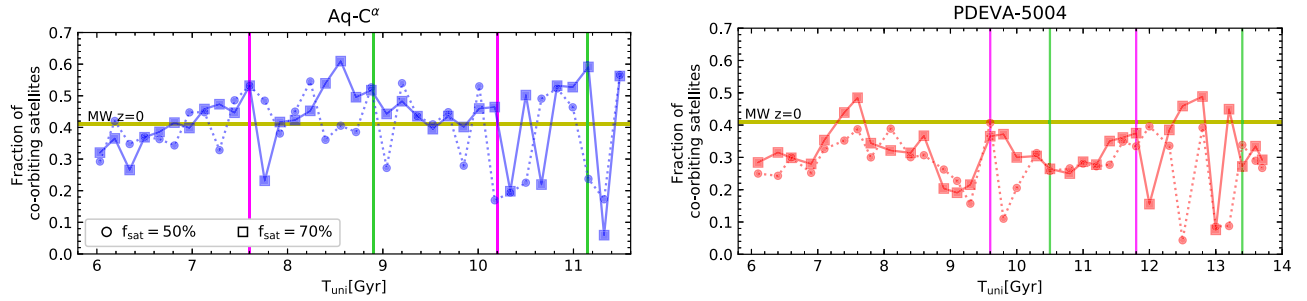 Aq-C^α
Fraction of
co-orbiting satellites
0.7
0.6
0.5
0.4
0.3
0.2
0.1
0.0
MW z=0
f_sat = 50%
f_sat = 70%
6 7 8 9 10 11
T_uni[Gyr]
PDEVA-5004
Fraction of
co-orbiting satellites
0.7
0.6
0.5
0.4
0.3
0.2
0.1
0.0
MW z=0
6 7 8 9 10 11 12 13 14
T_uni[Gyr]